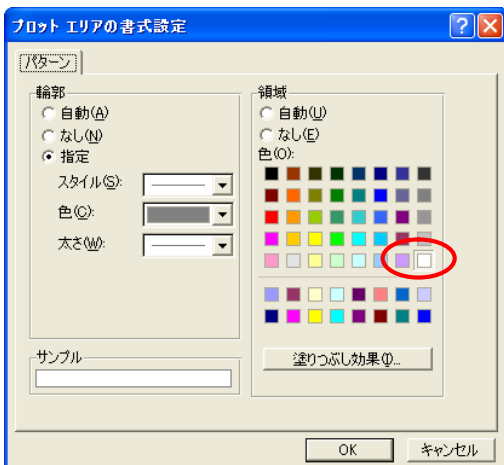 プロット エリアの書式設定
パターン
輪郭
自動(A)
なし(N)
指定
スタイル(S):
色(C):
太さ(W):
サンプル
領域
自動(U)
なし(E)
色(O):
塗りつぶし効果(I)...
OK
キャンセル